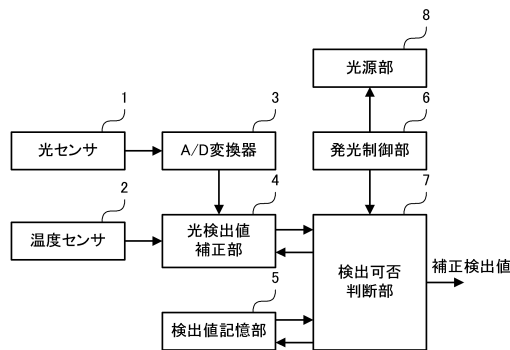 8
光源部
1
3
6
光センサ
A/D変換器
発光制御部
2
4
7
温度センサ
光検出値
補正部
検出可否
判断部
補正検出値
5
検出値記憶部